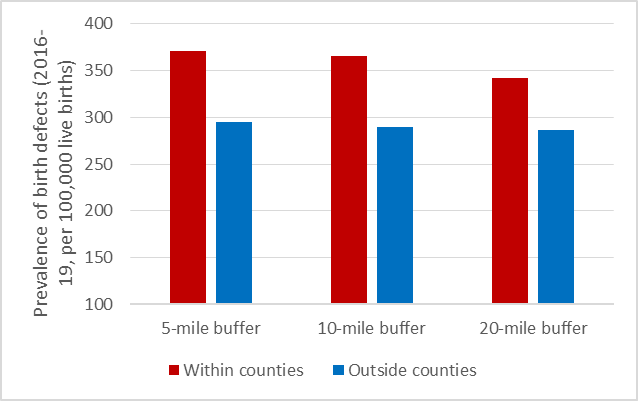 Prevalence of birth defects (2016-
19, per 100,000 live births)
400
350
300
250
200
150
100
5-mile buffer 10-mile buffer 20-mile buffer
Within counties Outside counties